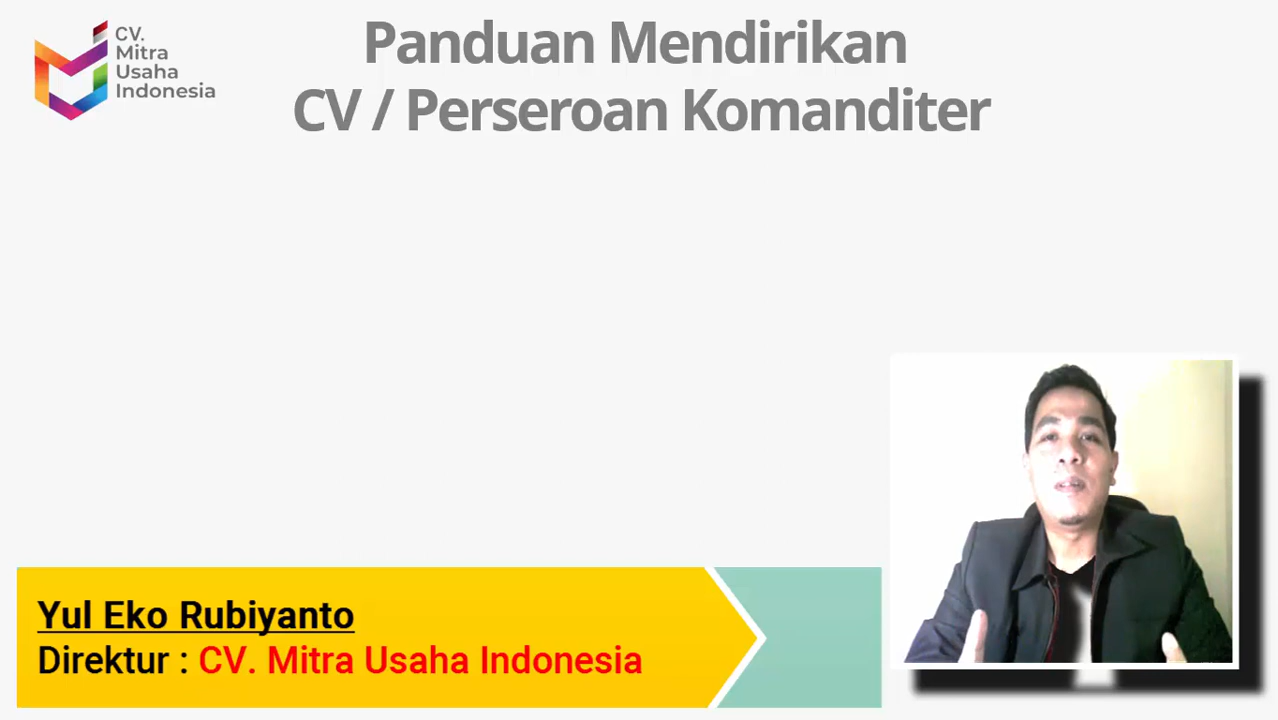 CV.
Mitra
Usaha
Indonesia
Panduan Mendirikan
CV / Perseroan Komanditer
Yul Eko Rubiyanto
Direktur : CV. Mitra Usaha Indonesia